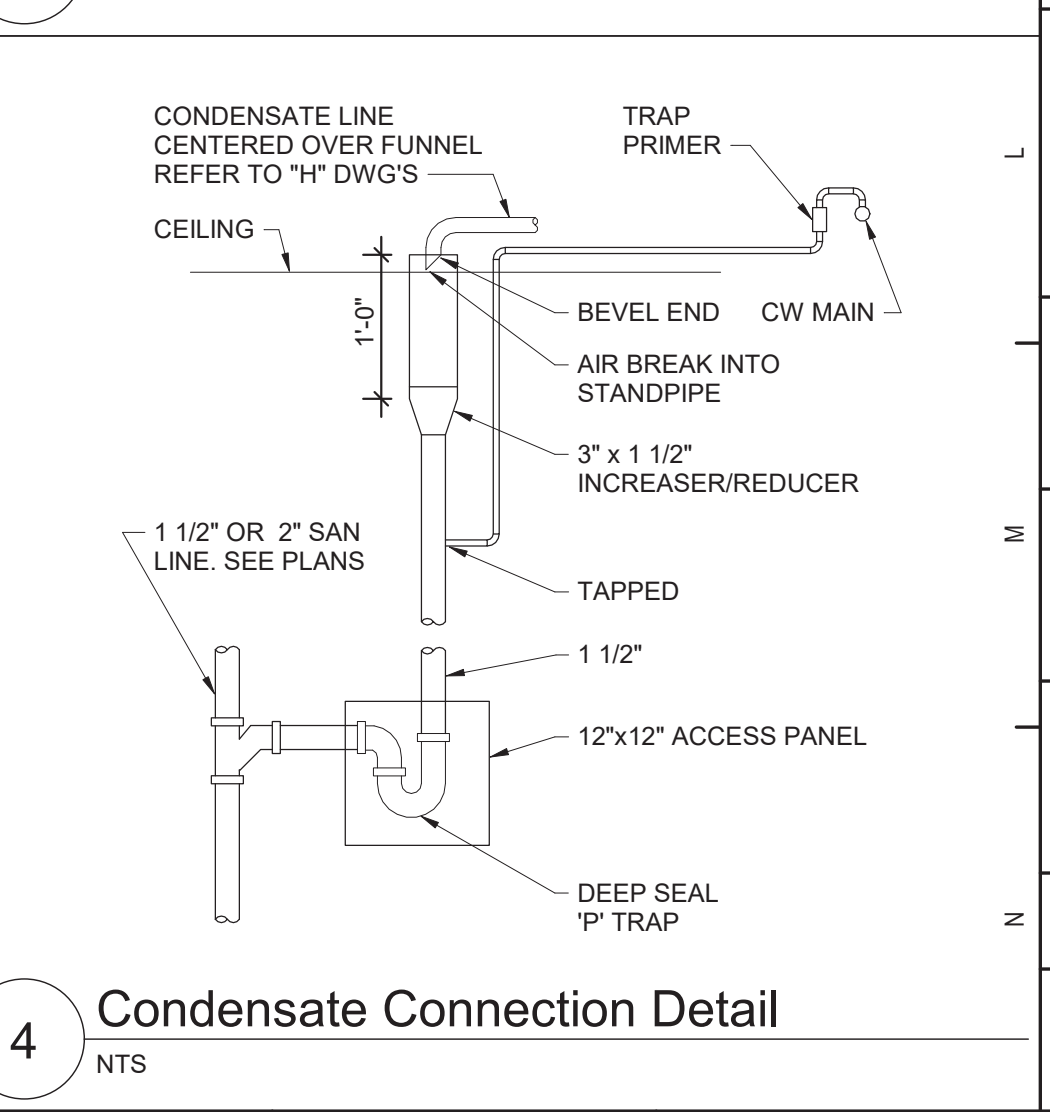 CONDENSATE LINE
CENTERED OVER FUNNEL
REFER TO "H" DWG'S
TRAP
PRIMER
L
CEILING
1'-0"
BEVEL END
CW MAIN
AIR BREAK INTO
STANDPIPE
3" x 1 1/2"
INCREASER/REDUCER
1 1/2" OR 2" SAN
LINE. SEE PLANS
M
TAPPED
1 1/2"
12"x12" ACCESS PANEL
DEEP SEAL
'P' TRAP
N
4
Condensate Connection Detail
NTS